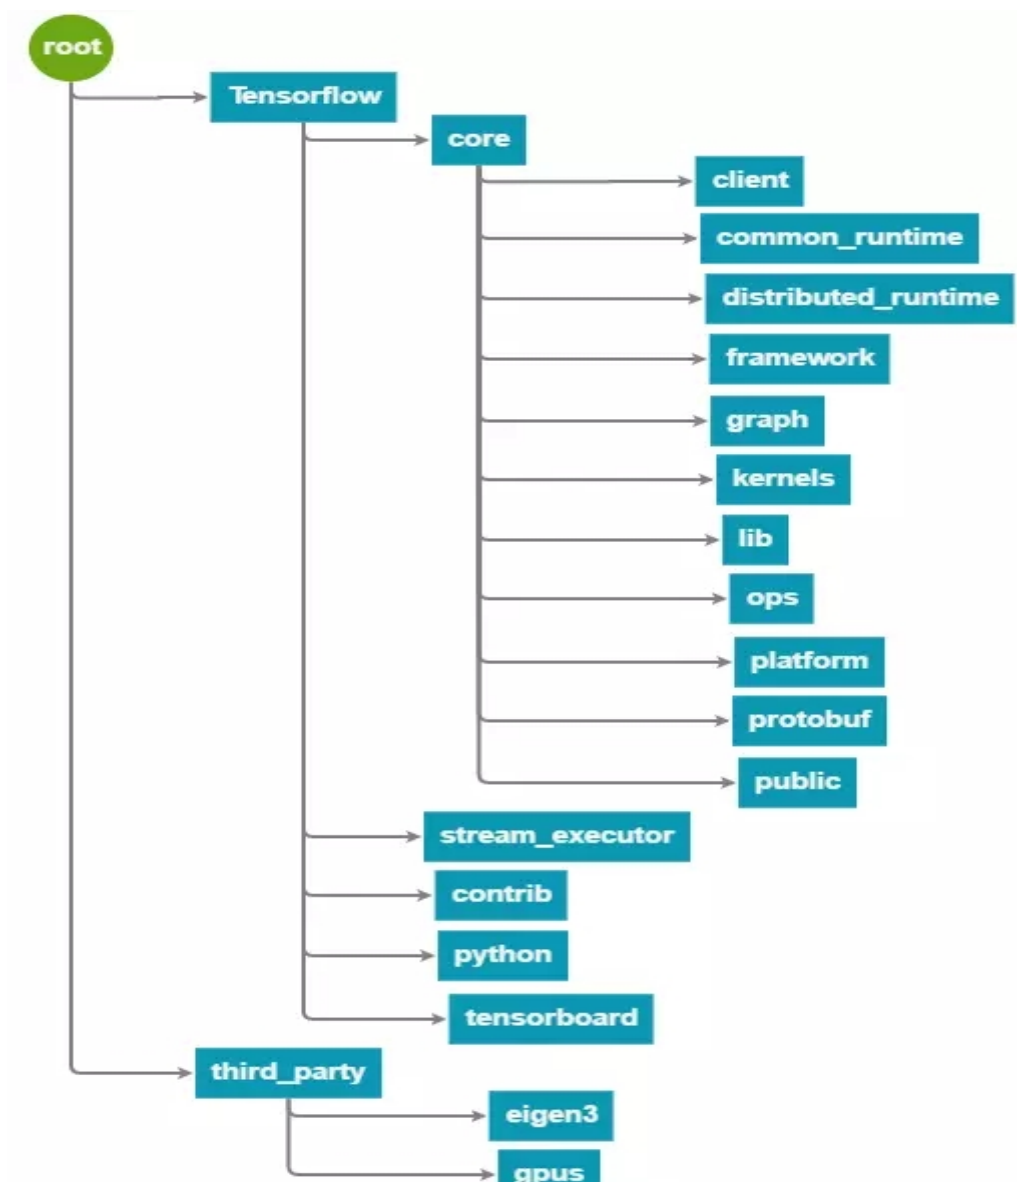 root
Tensorflow
core
client
common_runtime
distributed_runtime
framework
graph
kernels
lib
ops
platform
protobuf
public
stream_executor
contrib
python
tensorboard
third_party
eigen3
gpus